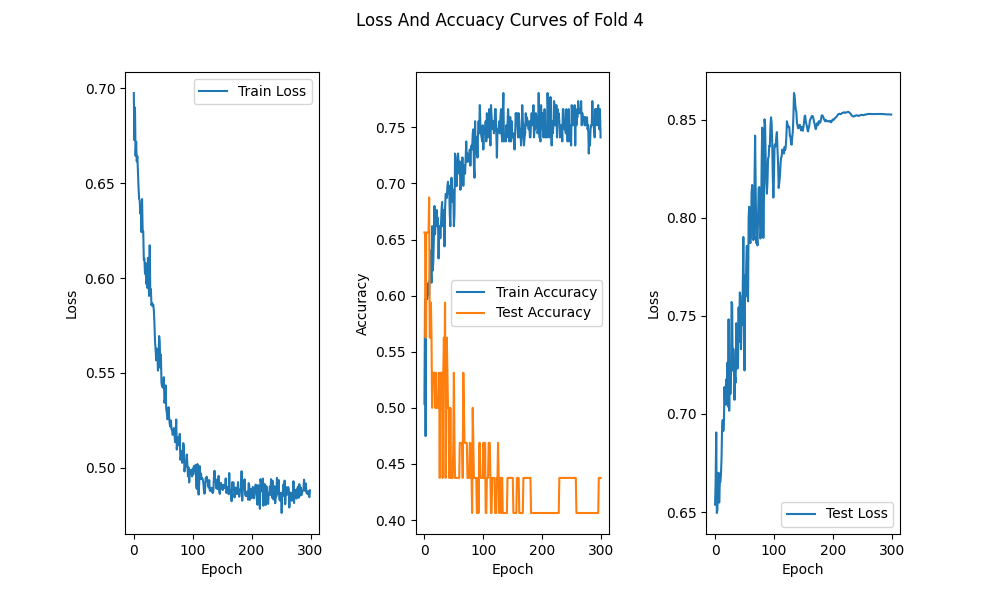 Loss And Accuacy Curves of Fold 4
0.70
0.65
0.60
0.55
0.50
Loss
0 100 200 300
Epoch
Train Loss
0.75
0.70
0.65
0.60
0.55
0.50
0.45
0.40
Accuracy
0 100 200 300
Epoch
Train Accuracy
Test Accuracy
0.85
0.80
0.75
0.70
0.65
Loss
0 100 200 300
Epoch
Test Loss